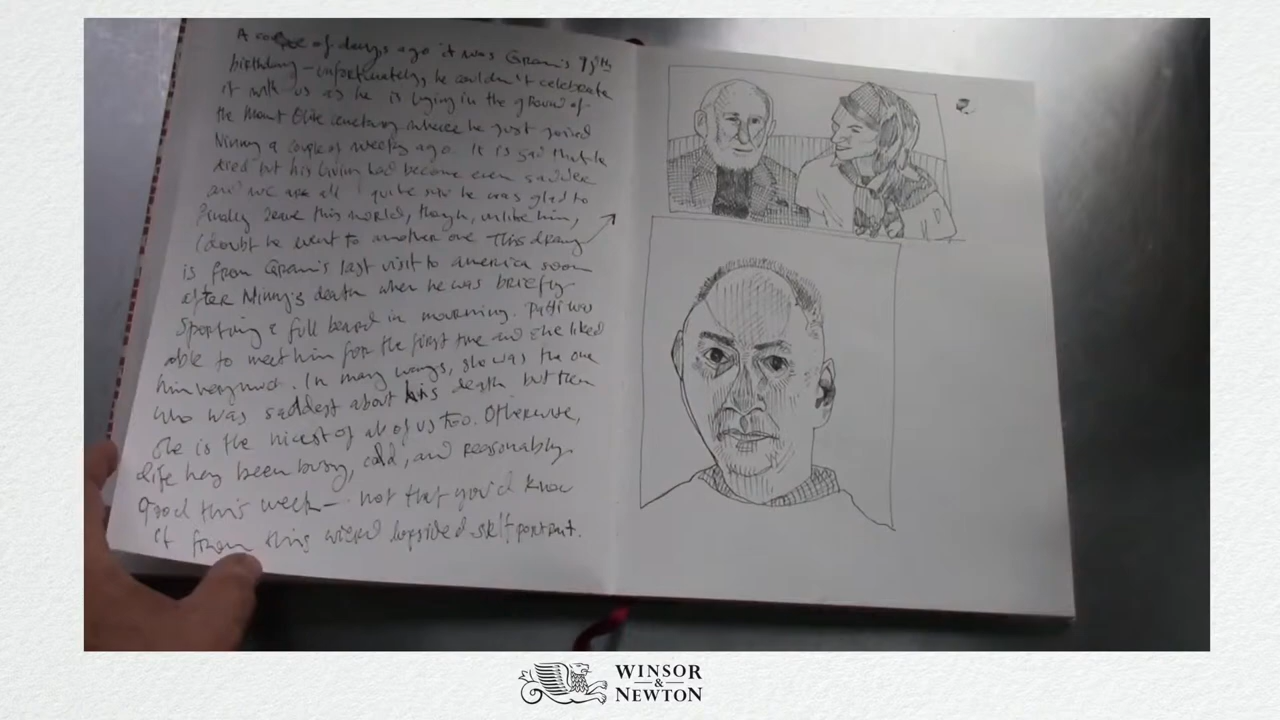 A couple of days ago it was Gram's 95th
birthday - unfortunately, he couldn't celebrate
it with us as he is lying in the ground of
the Mount Elite cemetary where he just joined
Ninny a couple of weeks ago. It is sad that he
died but his living had become even sadder
and we are all quite sure he was glad to
finally leave this world, though, unlike him,
I doubt he went to another one. This drawing
is from Gram's last visit to america soon
after Ninny's death when he was briefly
sporting a full beard in mourning. Patti was
able to meet him for the first time and she liked
him very much. In many ways, she was the one
who was saddest about his death but then
she is the nicest of all of us too. Otherwise,
life has been busy, cold, and reasonably
good this week - not that you'd know
it from this wierd lopsided self portrait.
WINSOR
&
NEWTON